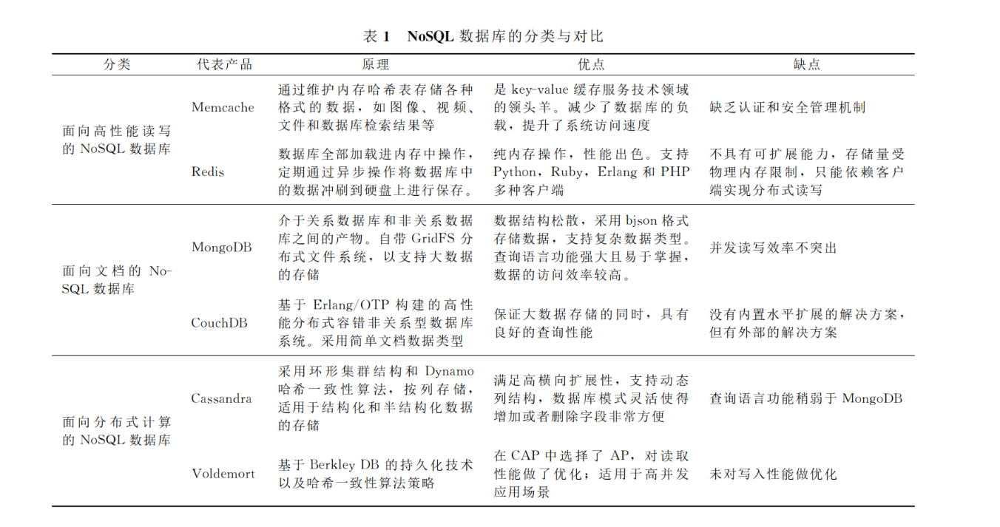 表 1 NoSQL 数据库的分类与对比
分类 代表产品 原理 优点 缺点
面向高性能读写
的 NoSQL 数据库
Memcache
通过维护内存哈希表存储各种
格式的数据，如图像、视频、
文件和数据库检索结果等
是 key-value 缓存服务技术领域
的领头羊。减少了数据库的负
载，提升了系统访问速度
缺乏认证和安全管理机制
Redis
数据库全部加载进内存中操作，
定期通过异步操作将数据库中
的数据冲刷到硬盘上进行保存。
纯内存操作，性能出色。支持
Python，Ruby，Erlang 和 PHP
多种客户端
不具有可扩展能力，存储量受
物理内存限制，只能依赖客户
端实现分布式读写
面向文档的 No-
SQL 数据库
MongoDB
介于关系数据库和非关系数据
库之间的产物。自带 GridFS 分
布式文件系统，以支持大数据
的存储
数据结构松散，采用 bjson 格式
存储数据，支持复杂数据类型。
查询语言功能强大且易于掌握，
数据的访问效率较高。
并发读写效率不突出
CouchDB
基于 Erlang/OTP 构建的高性
能分布式容错非关系型数据库
系统。采用简单文档数据类型
保证大数据存储的同时，具有
良好的查询性能
没有内置水平扩展的解决方案，
但有外部的解决方案
面向分布式计算
的 NoSQL 数据库
Cassandra
采用环形集群结构和 Dynamo
哈希一致性算法，按列存储，
适用于结构化和半结构化数据
的存储
满足高横向扩展性，支持动态
列结构，数据库模式灵活使得
增加或者删除字段非常方便
查询语言功能稍弱于 MongoDB
Voldemort
基于 Berkley DB 的持久化技术
以及哈希一致性算法策略
在 CAP 中选择了 AP，对读取
性能做了优化；适用于高并发
应用场景
未对写入性能做优化